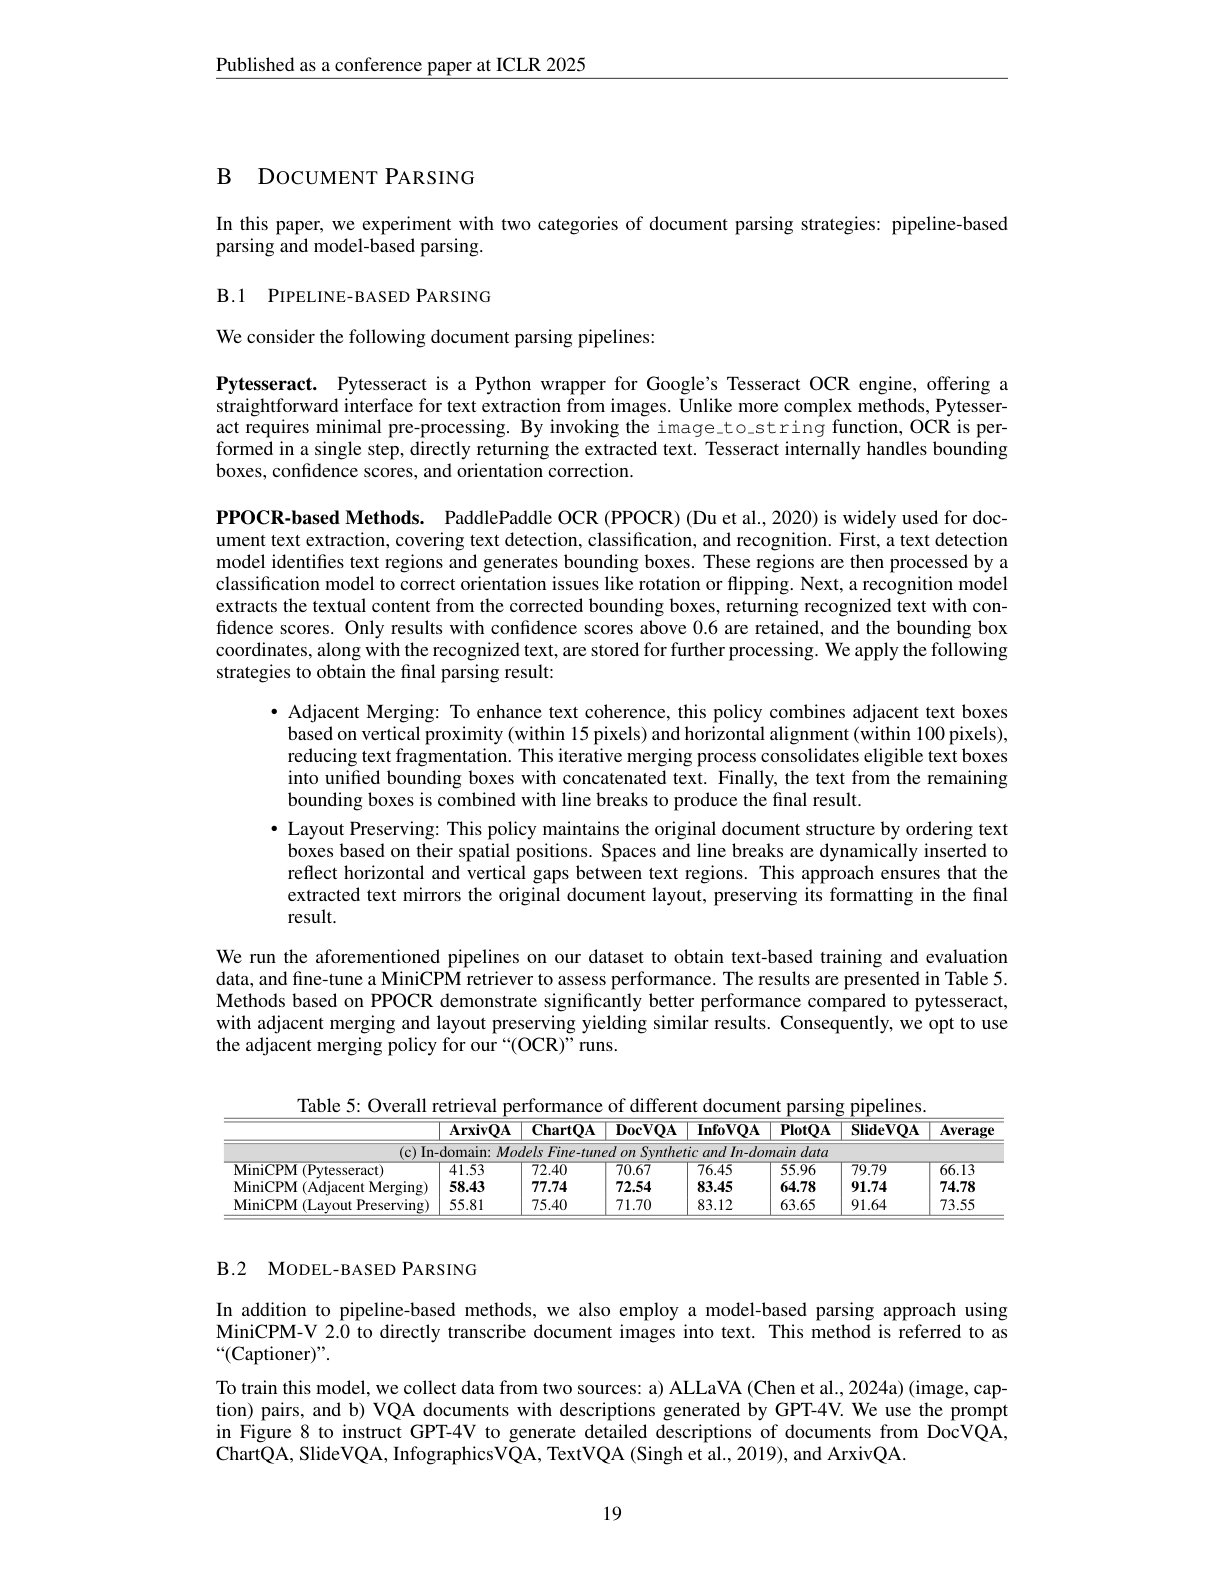 Published as a conference paper at ICLR 2025
B DOCUMENT PARSING
In this paper, we experiment with two categories of document parsing strategies: pipeline-based
parsing and model-based parsing.
B.1 PIPELINE-BASED PARSING
We consider the following document parsing pipelines:
Pytesseract. Pytesseract is a Python wrapper for Google's Tesseract OCR engine, offering a
straightforward interface for text extraction from images. Unlike more complex methods, Pytesser-
act requires minimal pre-processing. By invoking the image_to_string function, OCR is per-
formed in a single step, directly returning the extracted text. Tesseract internally handles bounding
boxes, confidence scores, and orientation correction.
PPOCR-based Methods. PaddlePaddle OCR (PPOCR) (Du et al., 2020) is widely used for doc-
ument text extraction, covering text detection, classification, and recognition. First, a text detection
model identifies text regions and generates bounding boxes. These regions are then processed by a
classification model to correct orientation issues like rotation or flipping. Next, a recognition model
extracts the textual content from the corrected bounding boxes, returning recognized text with con-
fidence scores. Only results with confidence scores above 0.6 are retained, and the bounding box
coordinates, along with the recognized text, are stored for further processing. We apply the following
strategies to obtain the final parsing result:
• Adjacent Merging: To enhance text coherence, this policy combines adjacent text boxes
based on vertical proximity (within 15 pixels) and horizontal alignment (within 100 pixels),
reducing text fragmentation. This iterative merging process consolidates eligible text boxes
into unified bounding boxes with concatenated text. Finally, the text from the remaining
bounding boxes is combined with line breaks to produce the final result.
• Layout Preserving: This policy maintains the original document structure by ordering text
boxes based on their spatial positions. Spaces and line breaks are dynamically inserted to
reflect horizontal and vertical gaps between text regions. This approach ensures that the
extracted text mirrors the original document layout, preserving its formatting in the final
result.
We run the aforementioned pipelines on our dataset to obtain text-based training and evaluation
data, and fine-tune a MiniCPM retriever to assess performance. The results are presented in Table 5.
Methods based on PPOCR demonstrate significantly better performance compared to pytesseract,
with adjacent merging and layout preserving yielding similar results. Consequently, we opt to use
the adjacent merging policy for our “(OCR)” runs.
Table 5: Overall retrieval performance of different document parsing pipelines.
ArxivQA ChartQA DocVQA InfoVQA PlotQA SlideVQA Average
(c) In-domain: Models Fine-tuned on Synthetic and In-domain data
MiniCPM (Pytesseract) 41.53 72.40 70.67 76.45 55.96 79.79 66.13
MiniCPM (Adjacent Merging) 58.43 77.74 72.54 83.45 64.78 91.74 74.78
MiniCPM (Layout Preserving) 55.81 75.40 71.70 83.12 63.65 91.64 73.55
B.2 MODEL-BASED PARSING
In addition to pipeline-based methods, we also employ a model-based parsing approach using
MiniCPM-V 2.0 to directly transcribe document images into text. This method is referred to as
“(Captioner)”.
To train this model, we collect data from two sources: a) ALLaVA (Chen et al., 2024a) (image, cap-
tion) pairs, and b) VQA documents with descriptions generated by GPT-4V. We use the prompt
in Figure 8 to instruct GPT-4V to generate detailed descriptions of documents from DocVQA,
ChartQA, SlideVQA, InfographicsVQA, TextVQA (Singh et al., 2019), and ArxivQA.
19